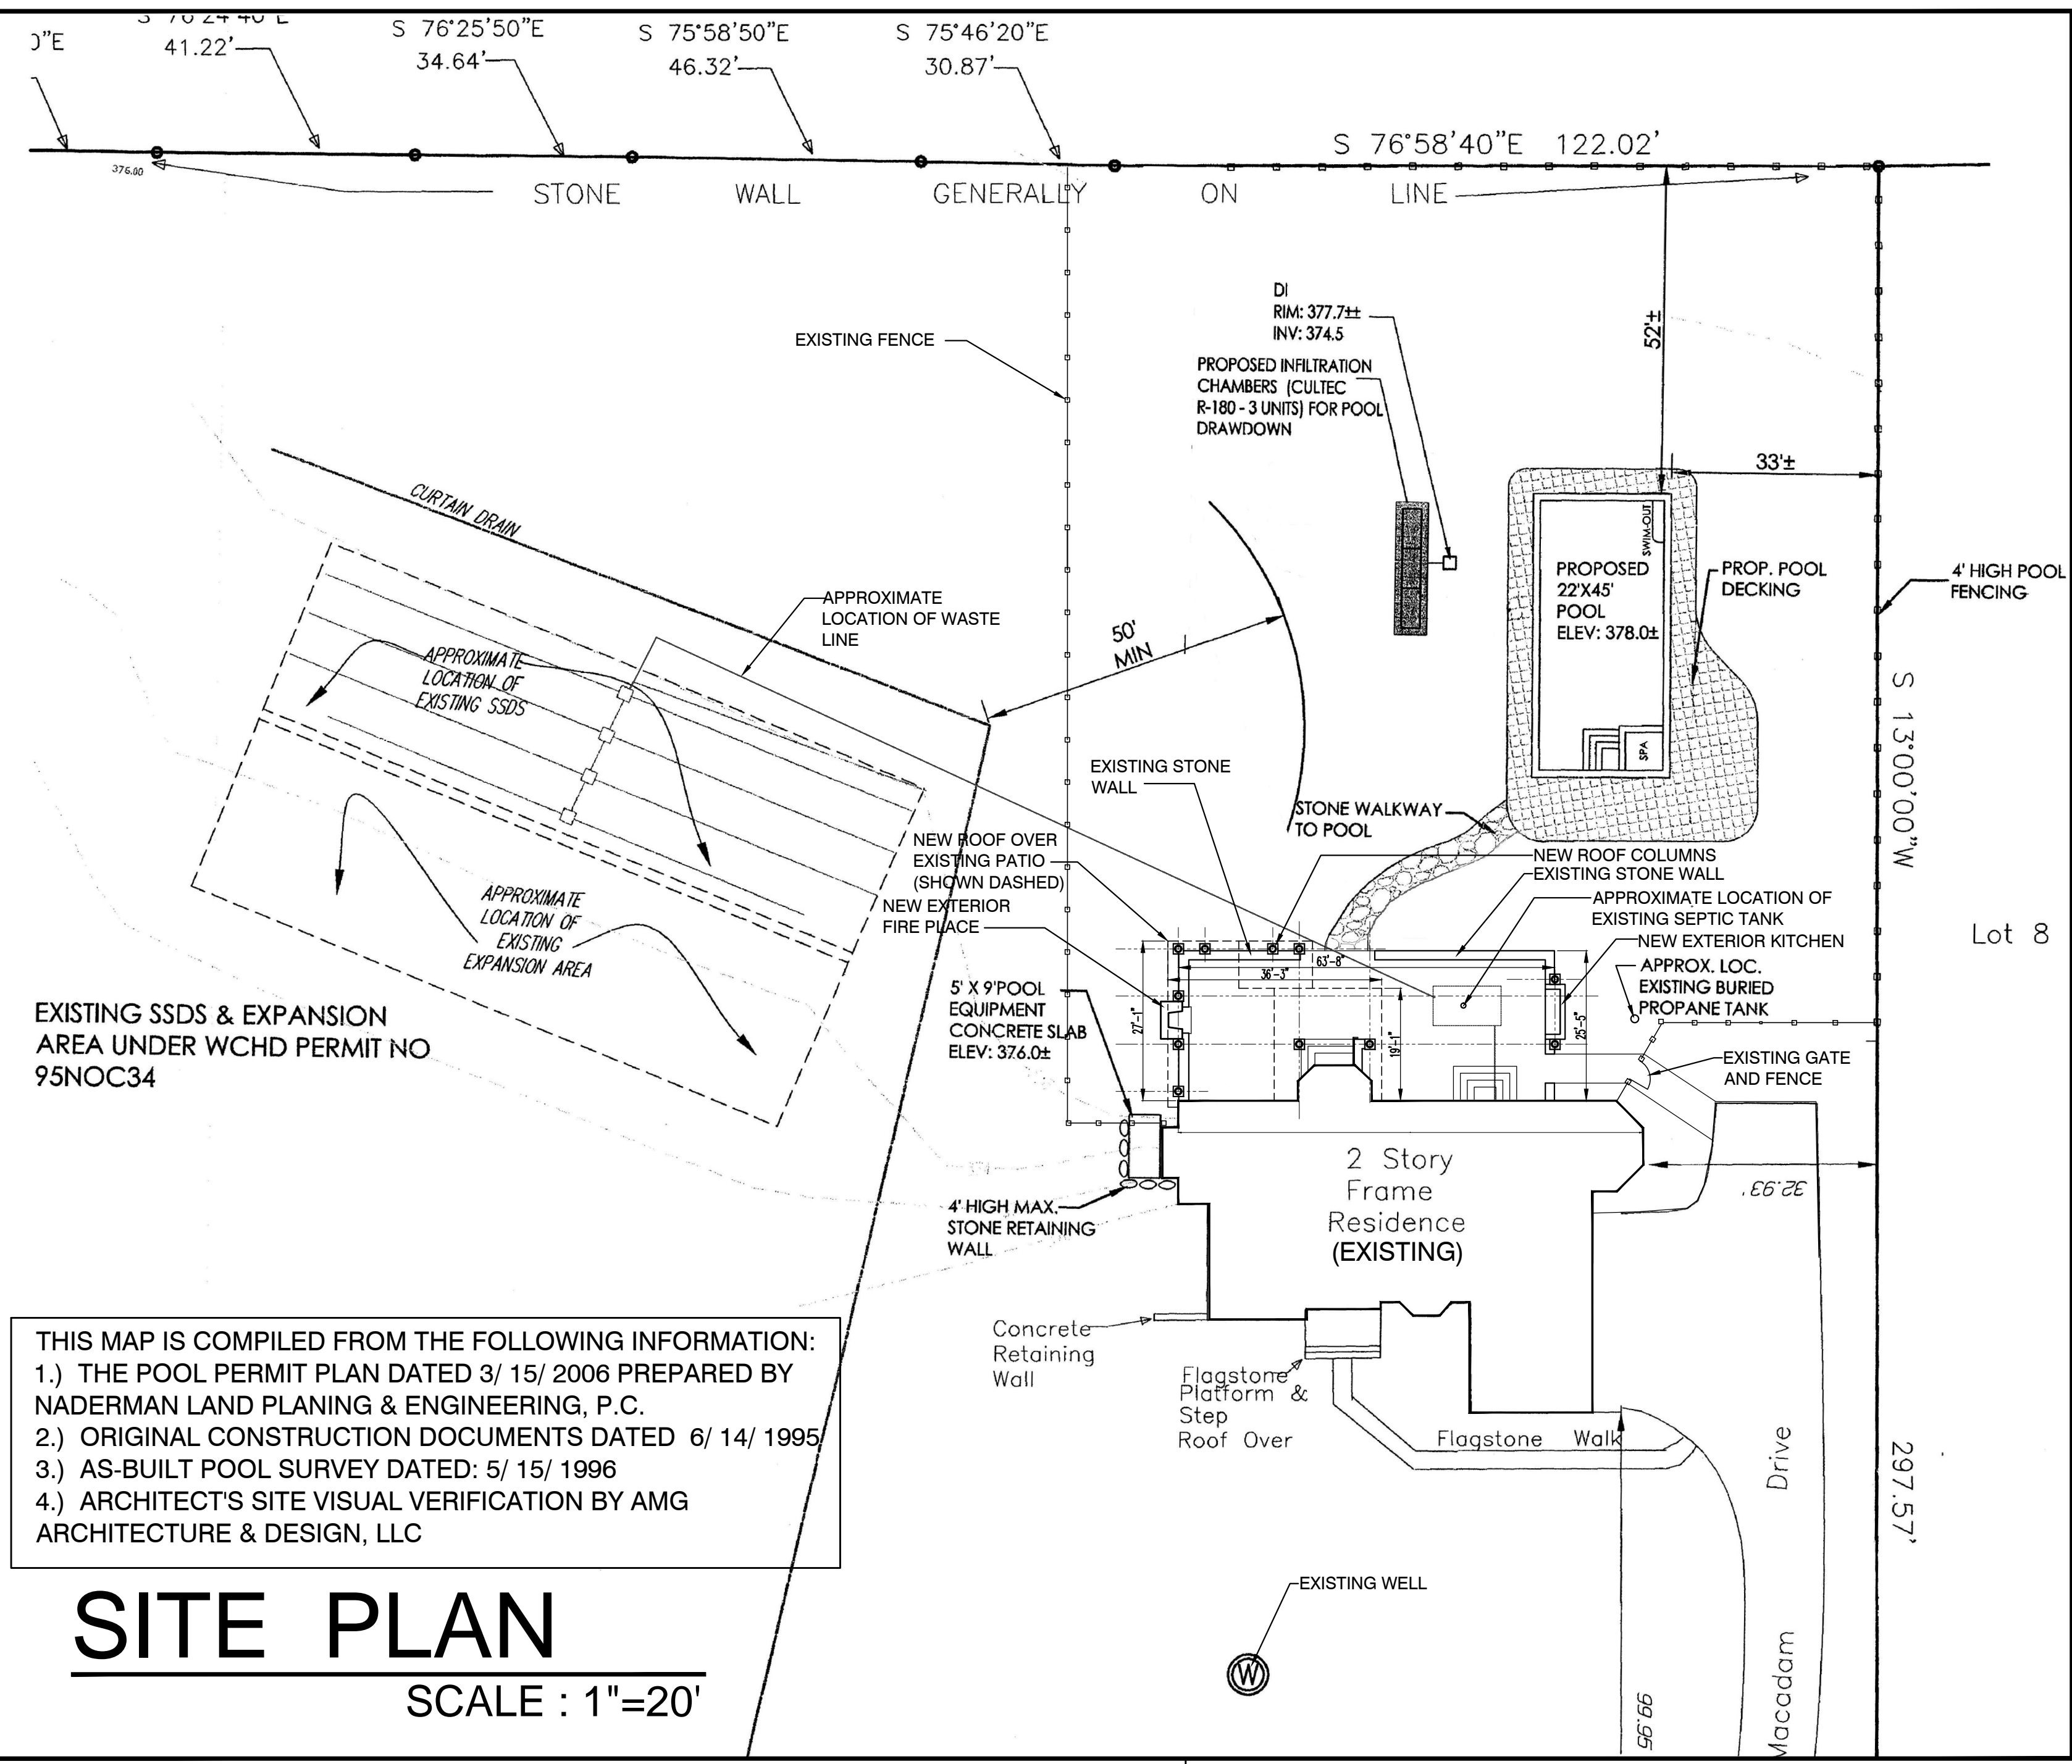 )"E
S 76°24'40"E
41.22'
S 76°25'50"E
34.64'
S 75°58'50"E
46.32'
S 75°46'20"E
30.87'
S 76°58'40"E 122.02'
376.00
STONE WALL GENERALLY ON LINE
DI
RIM: 377.7±±
INV: 374.5
EXISTING FENCE
PROPOSED INFILTRATION
CHAMBERS (CULTEC
R-180 - 3 UNITS) FOR POOL
DRAWDOWN
52'±
33'±
CURTAIN DRAIN
SWIM-OUT
PROPOSED
22'X45'
POOL
ELEV: 378.0±
SPA
PROP. POOL
DECKING
4' HIGH POOL
FENCING
APPROXIMATE
LOCATION OF WASTE
LINE
50'
MIN
APPROXIMATE
LOCATION OF
EXISTING SSDS
S 13°00'00"W
EXISTING STONE
WALL
STONE WALKWAY
TO POOL
NEW ROOF OVER
EXISTING PATIO
(SHOWN DASHED)
NEW EXTERIOR
FIRE PLACE
NEW ROOF COLUMNS
EXISTING STONE WALL
APPROXIMATE LOCATION OF
EXISTING SEPTIC TANK
NEW EXTERIOR KITCHEN
APPROX. LOC.
EXISTING BURIED
PROPANE TANK
Lot 8
APPROXIMATE
LOCATION OF
EXISTING
EXPANSION AREA
63'-8"
36'-3"
27'-1"
19'-1"
25'-5"
5' X 9'POOL
EQUIPMENT
CONCRETE SLAB
ELEV: 376.0±
EXISTING GATE
AND FENCE
EXISTING SSDS & EXPANSION
AREA UNDER WCHD PERMIT NO
95NOC34
2 Story
Frame
Residence
(EXISTING)
32.93'
4' HIGH MAX.
STONE RETAINING
WALL
Concrete
Retaining
Wall
Flagstone
Platform &
Step
Roof Over
Flagstone Walk
Macadam Drive
297.57'
99.95
THIS MAP IS COMPILED FROM THE FOLLOWING INFORMATION:
1.) THE POOL PERMIT PLAN DATED 3/ 15/ 2006 PREPARED BY
NADERMAN LAND PLANING & ENGINEERING, P.C.
2.) ORIGINAL CONSTRUCTION DOCUMENTS DATED 6/ 14/ 1995
3.) AS-BUILT POOL SURVEY DATED: 5/ 15/ 1996
4.) ARCHITECT'S SITE VISUAL VERIFICATION BY AMG
ARCHITECTURE & DESIGN, LLC
EXISTING WELL
W
SITE PLAN
SCALE : 1"=20'